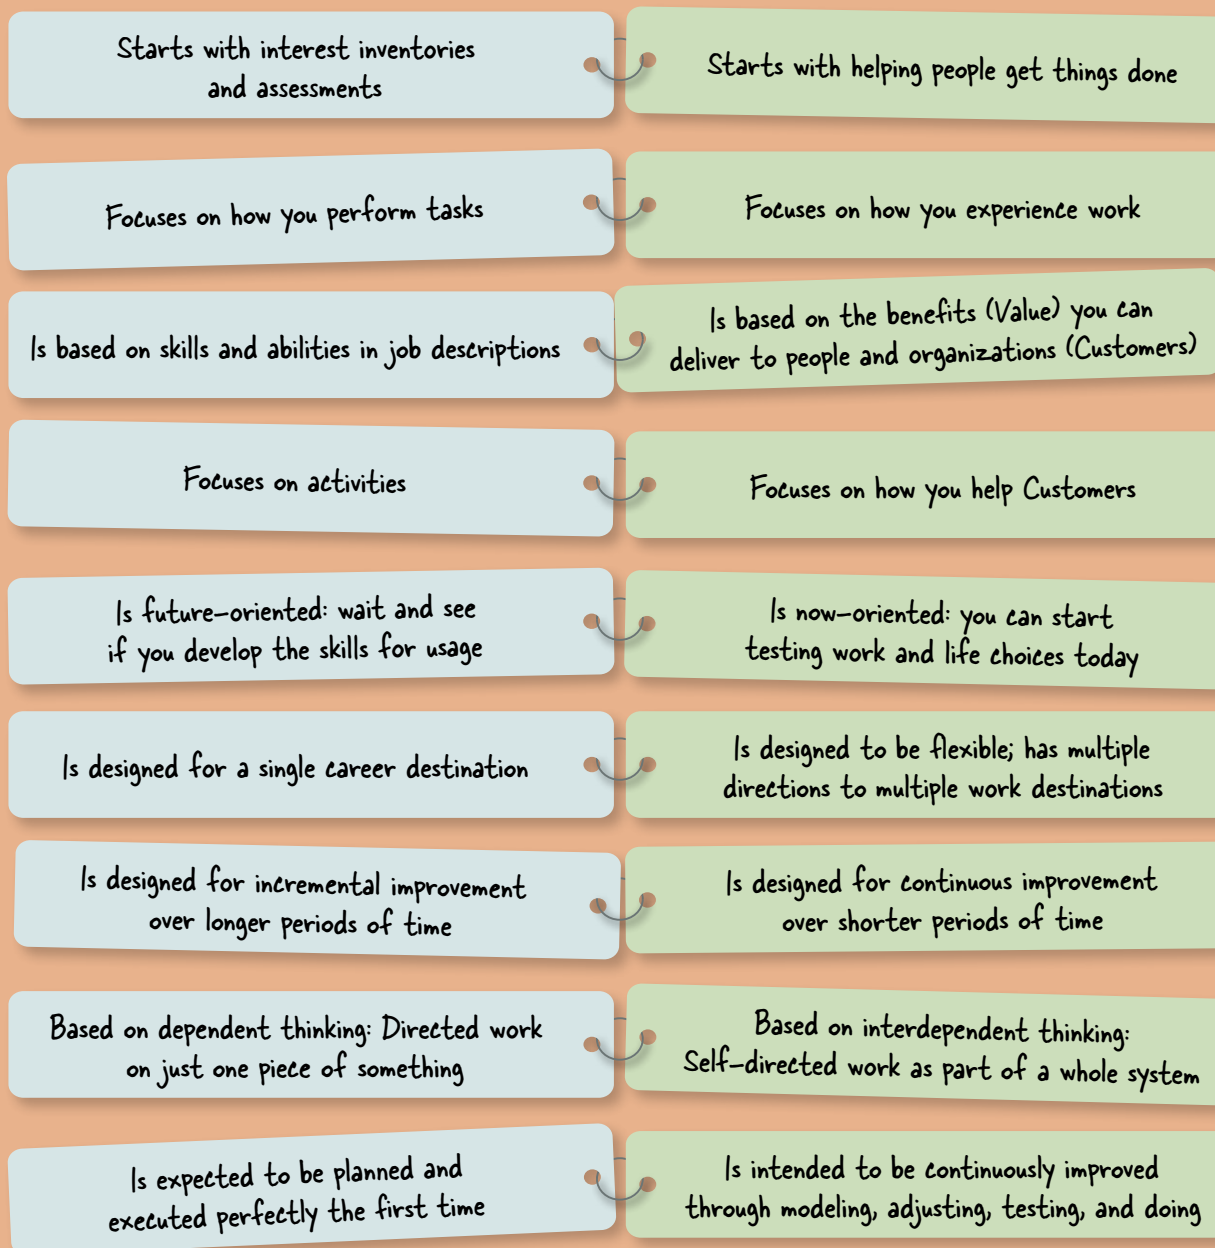 Starts with interest inventories
and assessments
Starts with helping people get things done
Focuses on how you perform tasks
Focuses on how you experience work
Is based on skills and abilities in job descriptions
Is based on the benefits (Value) you can
deliver to people and organizations (Customers)
Focuses on activities
Focuses on how you help Customers
Is future-oriented: wait and see
if you develop the skills for usage
Is now-oriented: you can start
testing work and life choices today
Is designed for a single career destination
Is designed to be flexible; has multiple
directions to multiple work destinations
Is designed for incremental improvement
over longer periods of time
Is designed for continuous improvement
over shorter periods of time
Based on dependent thinking: Directed work
on just one piece of something
Based on interdependent thinking:
Self-directed work as part of a whole system
Is expected to be planned and
executed perfectly the first time
Is intended to be continuously improved
through modeling, adjusting, testing, and doing